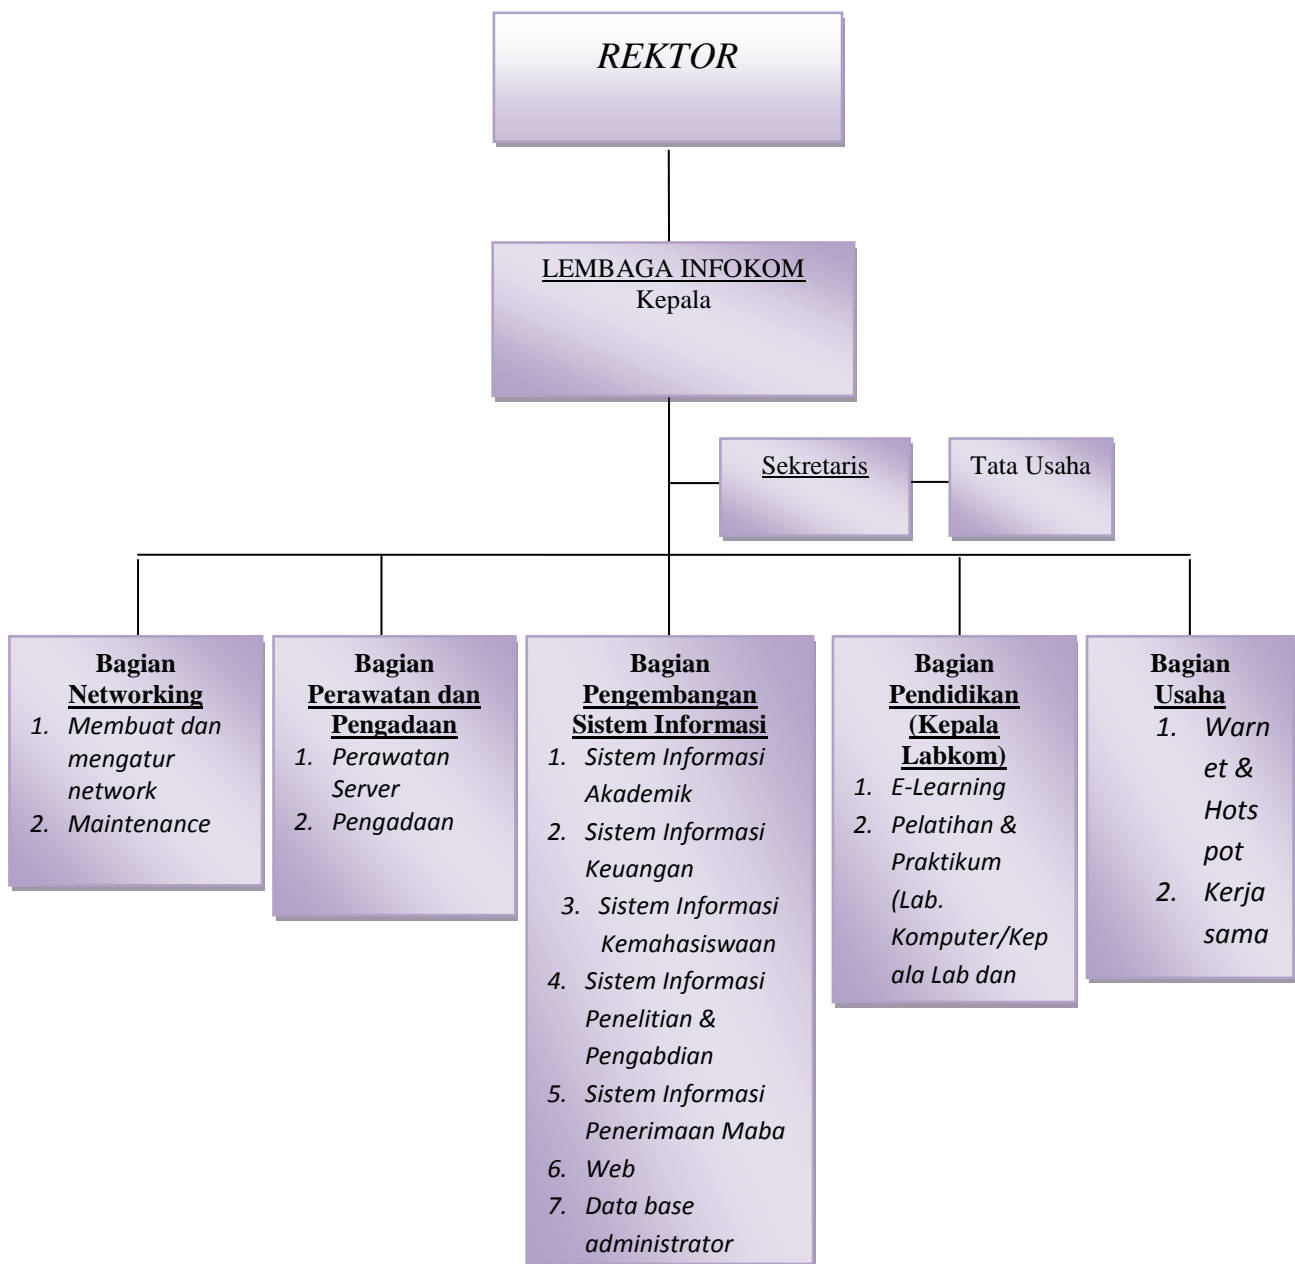 REKTOR
LEMBAGA INFOKOM
Kepala
Sekretaris
Tata Usaha
Bagian
Networking
1. Membuat dan
mengatur
network
2. Maintenance
Bagian
Perawatan dan
Pengadaan
1. Perawatan
Server
2. Pengadaan
Bagian
Pengembangan
Sistem Informasi
1. Sistem Informasi
Akademik
2. Sistem Informasi
Keuangan
3. Sistem Informasi
Kemahasiswaan
4. Sistem Informasi
Penelitian &
Pengabdian
5. Sistem Informasi
Penerimaan Maba
6. Web
7. Data base
administrator
Bagian
Pendidikan
(Kepala
Labkom)
1. E-Learning
2. Pelatihan &
Praktikum
(Lab.
Komputer/Kep
ala Lab dan
Bagian
Usaha
1. Warn
et &
Hots
pot
2. Kerja
sama